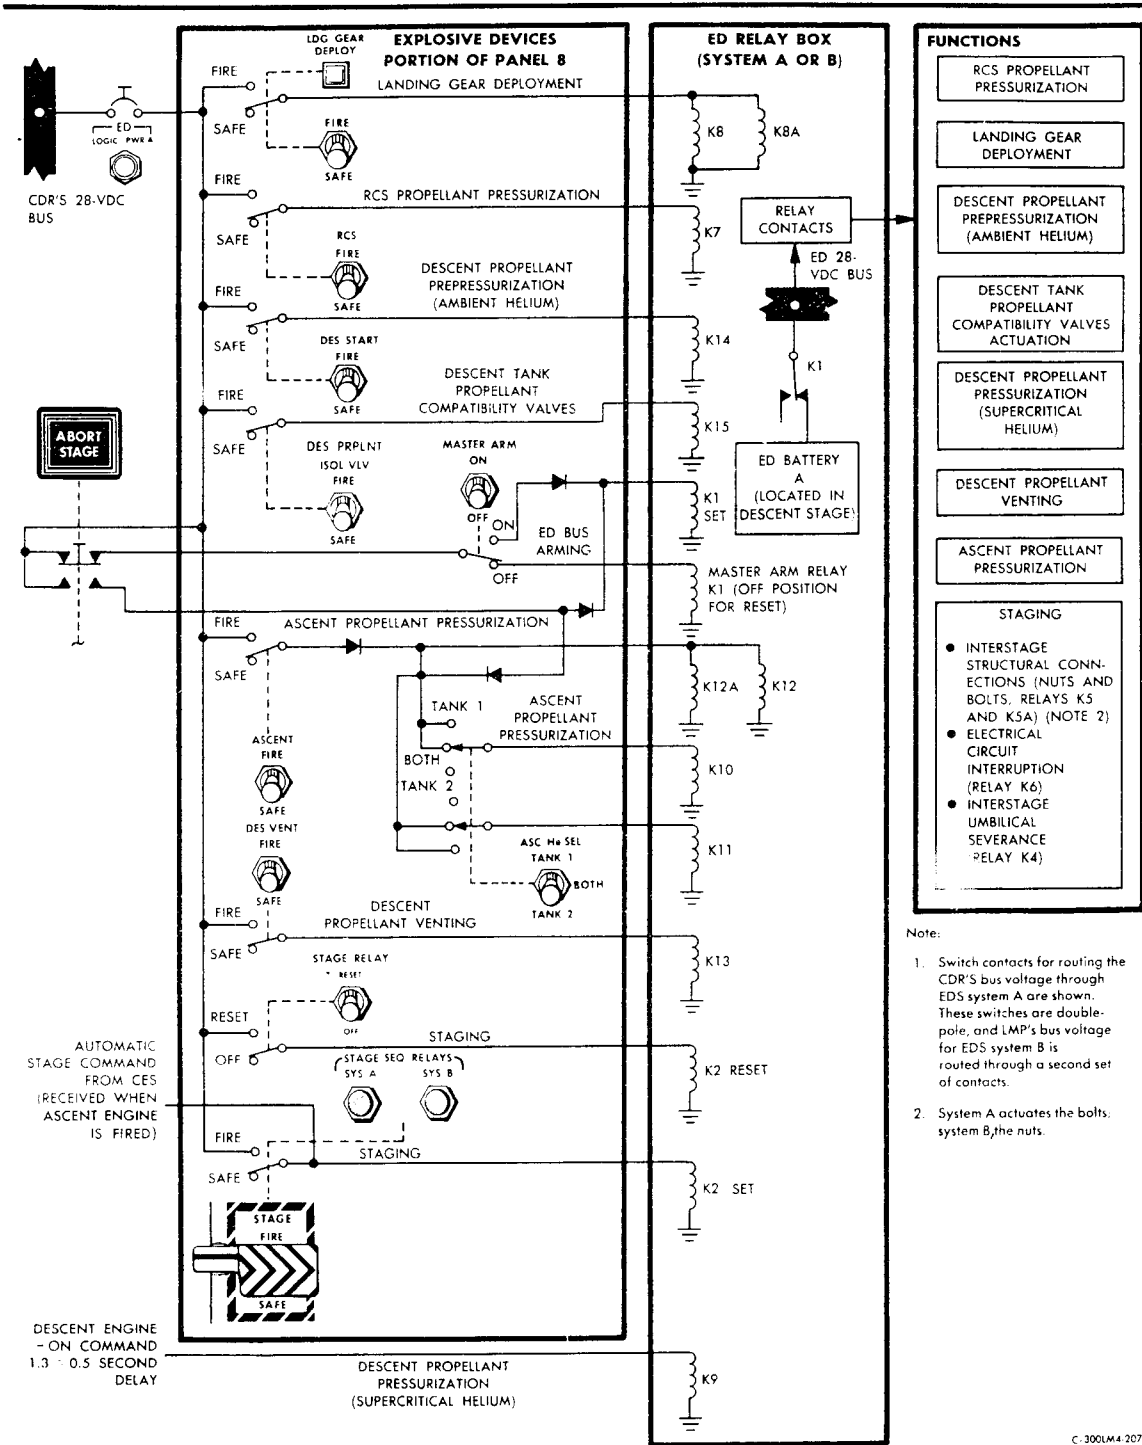 EXPLOSIVE DEVICES
PORTION OF PANEL 8
LDG GEAR
DEPLOY
FIRE
LANDING GEAR DEPLOYMENT
SAFE
FIRE
SAFE
ED
LOGIC PWR A
CDR'S 28-VDC
BUS
FIRE
RCS PROPELLANT PRESSURIZATION
SAFE
RCS
FIRE
SAFE
DESCENT PROPELLANT
PREPRESSURIZATION
(AMBIENT HELIUM)
FIRE
SAFE
DES START
FIRE
SAFE
DESCENT TANK
PROPELLANT
COMPATIBILITY VALVES
FIRE
SAFE
ABORT
STAGE
DES PRPLNT
ISOL VLV
FIRE
SAFE
MASTER ARM
ON
OFF
ON
ED BUS
ARMING
OFF
FIRE
ASCENT PROPELLANT PRESSURIZATION
SAFE
TANK 1
ASCENT
PROPELLANT
PRESSURIZATION
BOTH
TANK 2
ASCENT
FIRE
SAFE
DES VENT
FIRE
SAFE
ASC He SEL
TANK 1
BOTH
TANK 2
FIRE
DESCENT
PROPELLANT VENTING
SAFE
STAGE RELAY
RESET
OFF
RESET
STAGING
OFF
STAGE SEQ RELAYS
SYS A SYS B
AUTOMATIC
STAGE COMMAND
FROM CES
(RECEIVED WHEN
ASCENT ENGINE
IS FIRED)
FIRE
STAGING
SAFE
STAGE
FIRE
SAFE
DESCENT ENGINE
- ON COMMAND
1.3 0.5 SECOND
DELAY
DESCENT PROPELLANT
PRESSURIZATION
(SUPERCRITICAL HELIUM)
ED RELAY BOX
(SYSTEM A OR B)
K8
K8A
K7
RELAY
CONTACTS
ED 28-
VDC BUS
K14
K1
K15
ED BATTERY
A
(LOCATED IN
DESCENT STAGE)
K1
SET
MASTER ARM RELAY
K1 (OFF POSITION
FOR RESET)
K12A
K12
K10
K11
K13
K2 RESET
K2 SET
K9
FUNCTIONS
RCS PROPELLANT
PRESSURIZATION
LANDING GEAR
DEPLOYMENT
DESCENT PROPELLANT
PREPRESSURIZATION
(AMBIENT HELIUM)
DESCENT TANK
PROPELLANT
COMPATIBILITY VALVES
ACTUATION
DESCENT PROPELLANT
PRESSURIZATION
(SUPERCRITICAL
HELIUM)
DESCENT PROPELLANT
VENTING
ASCENT PROPELLANT
PRESSURIZATION
STAGING
● INTERSTAGE
STRUCTURAL CONN-
ECTIONS (NUTS AND
BOLTS, RELAYS K5
AND K5A) (NOTE 2)
● ELECTRICAL
CIRCUIT
INTERRUPTION
(RELAY K6)
● INTERSTAGE
UMBILICAL
SEVERANCE
RELAY K4)
Note:
1. Switch contacts for routing the
CDR'S bus voltage through
EDS system A are shown.
These switches are double-
pole, and LMP's bus voltage
for EDS system B is
routed through a second set
of contacts.
2. System A actuates the bolts;
system B, the nuts.
C-300LM4-207